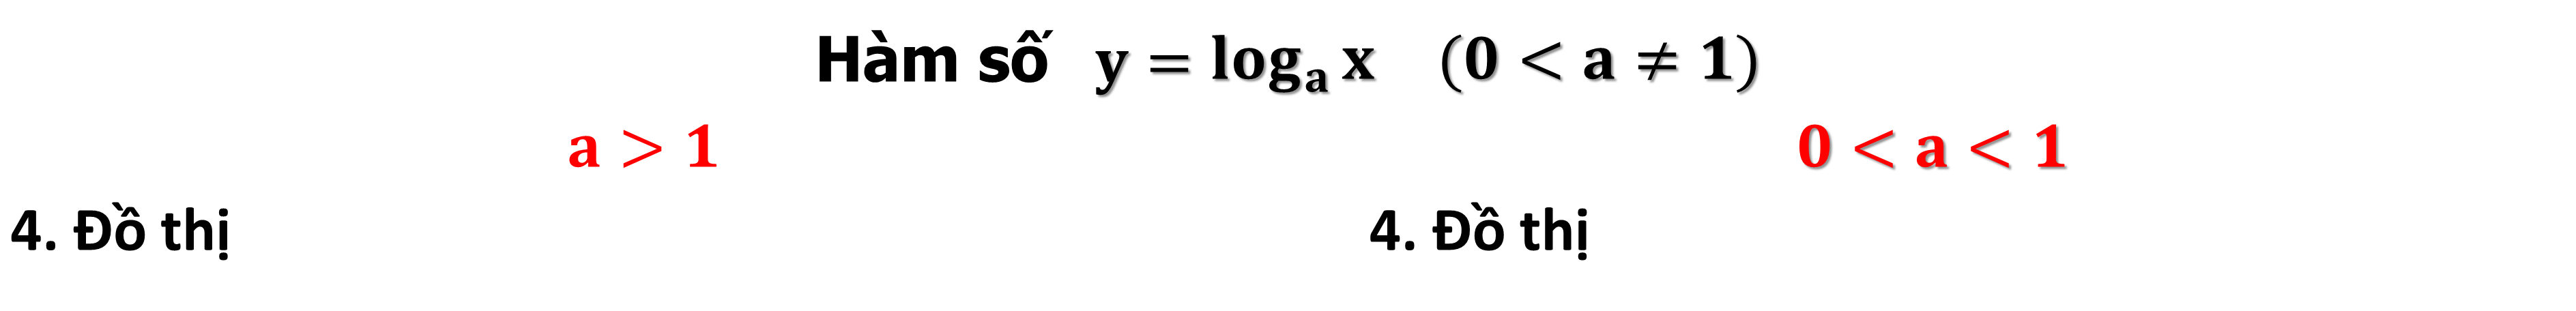 Hàm số y = logₐ x (0 < a ≠ 1)
a > 1 0 < a < 1
4. Đồ thị 4. Đồ thị